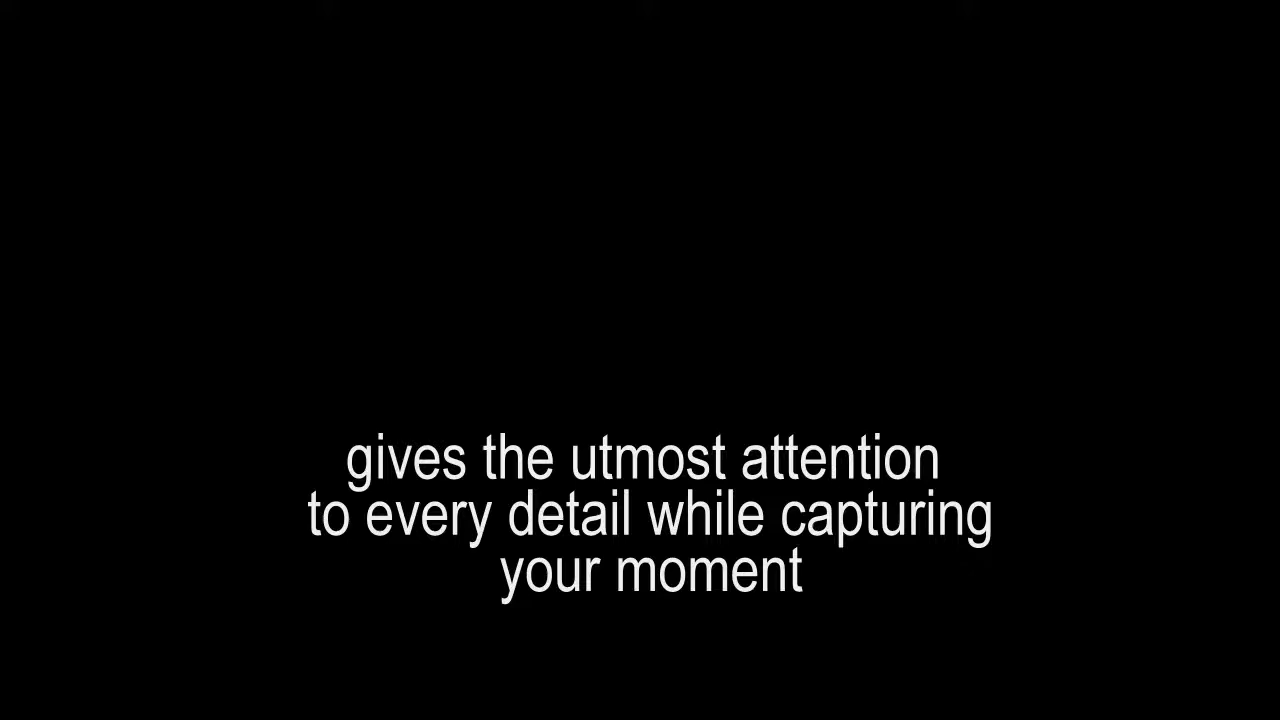 gives the utmost attention
to every detail while capturing
your moment